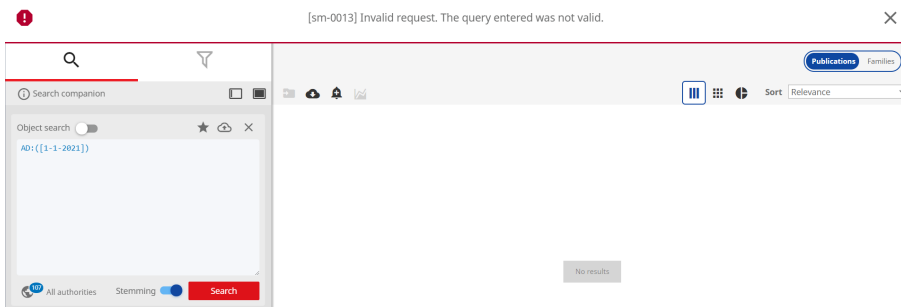 [sm-0013] Invalid request. The query entered was not valid.
Publications Families
Search companion
Sort Relevance
Object search
AD:([1-1-2021])
No results
107 All authorities Stemming Search